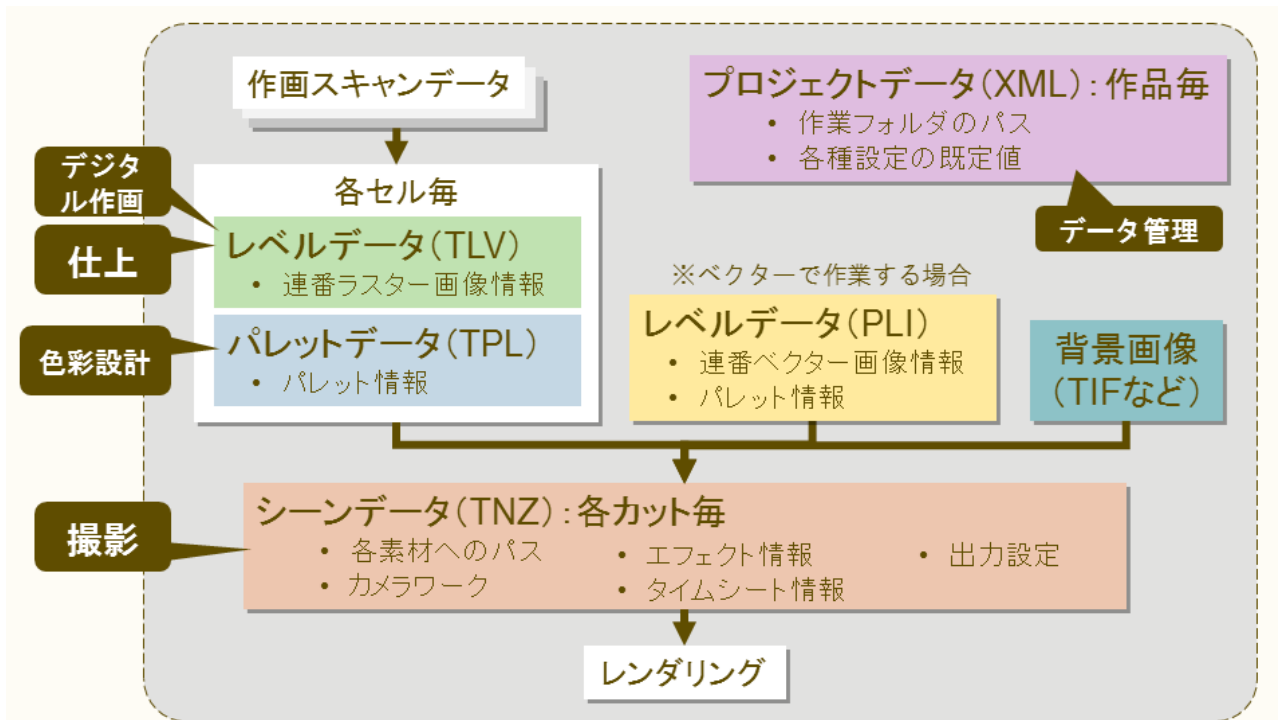 作画スキャンデータ
プロジェクトデータ(XML):作品毎
• 作業フォルダのパス
• 各種設定の既定値
データ管理
デジタ
ル作画
仕上
各セル毎
レベルデータ(TLV)
• 連番ラスター画像情報
色彩設計
パレットデータ(TPL)
• パレット情報
※ベクターで作業する場合
レベルデータ(PLI)
• 連番ベクター画像情報
• パレット情報
背景画像
(TIFなど)
撮影
シーンデータ(TNZ):各カット毎
• 各素材へのパス
• カメラワーク
• エフェクト情報
• タイムシート情報
• 出力設定
レンダリング